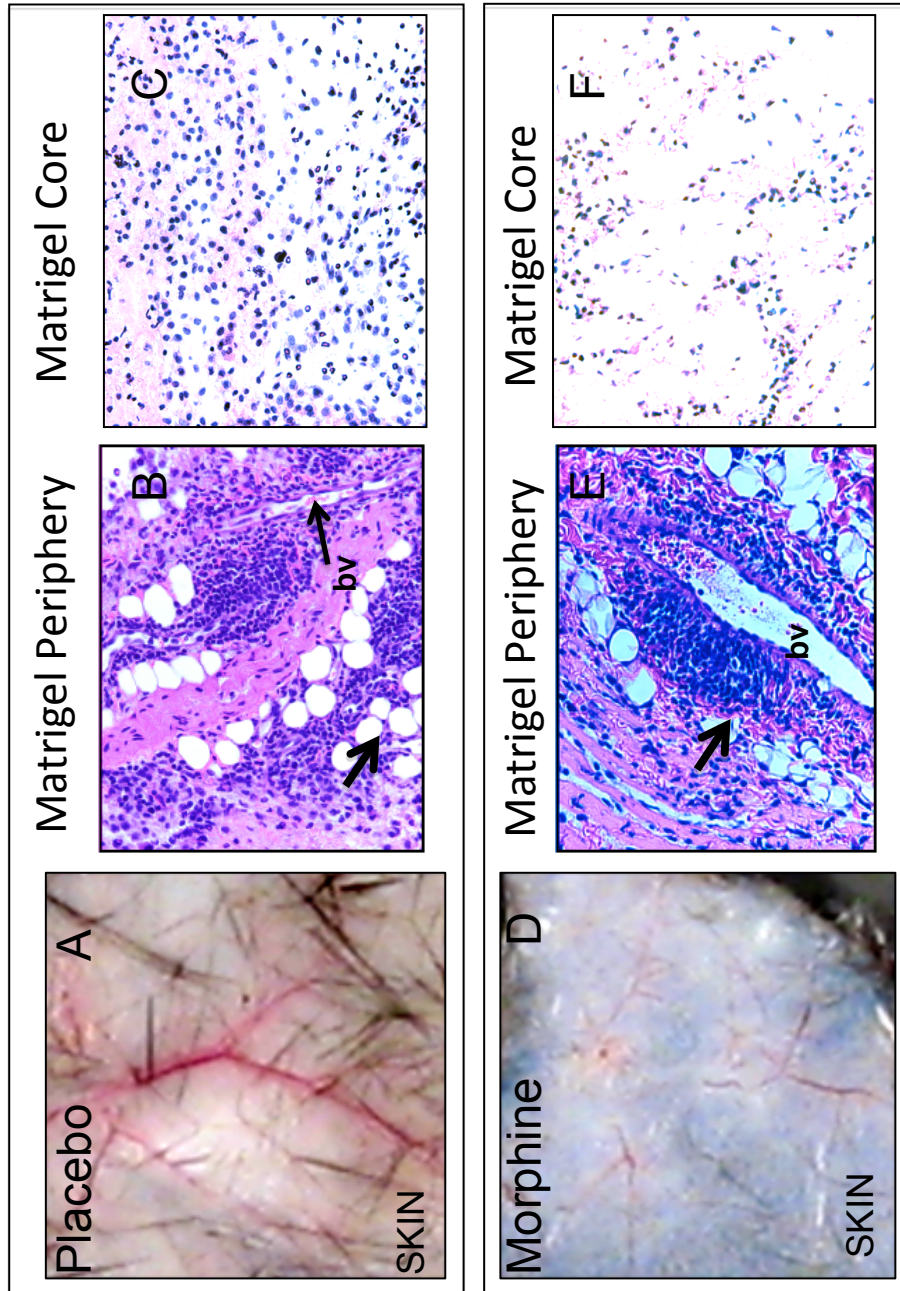 Placebo
A
SKIN
Matrigel Periphery
B
bv
Matrigel Core
C
Morphine
D
SKIN
Matrigel Periphery
E
bv
Matrigel Core
F